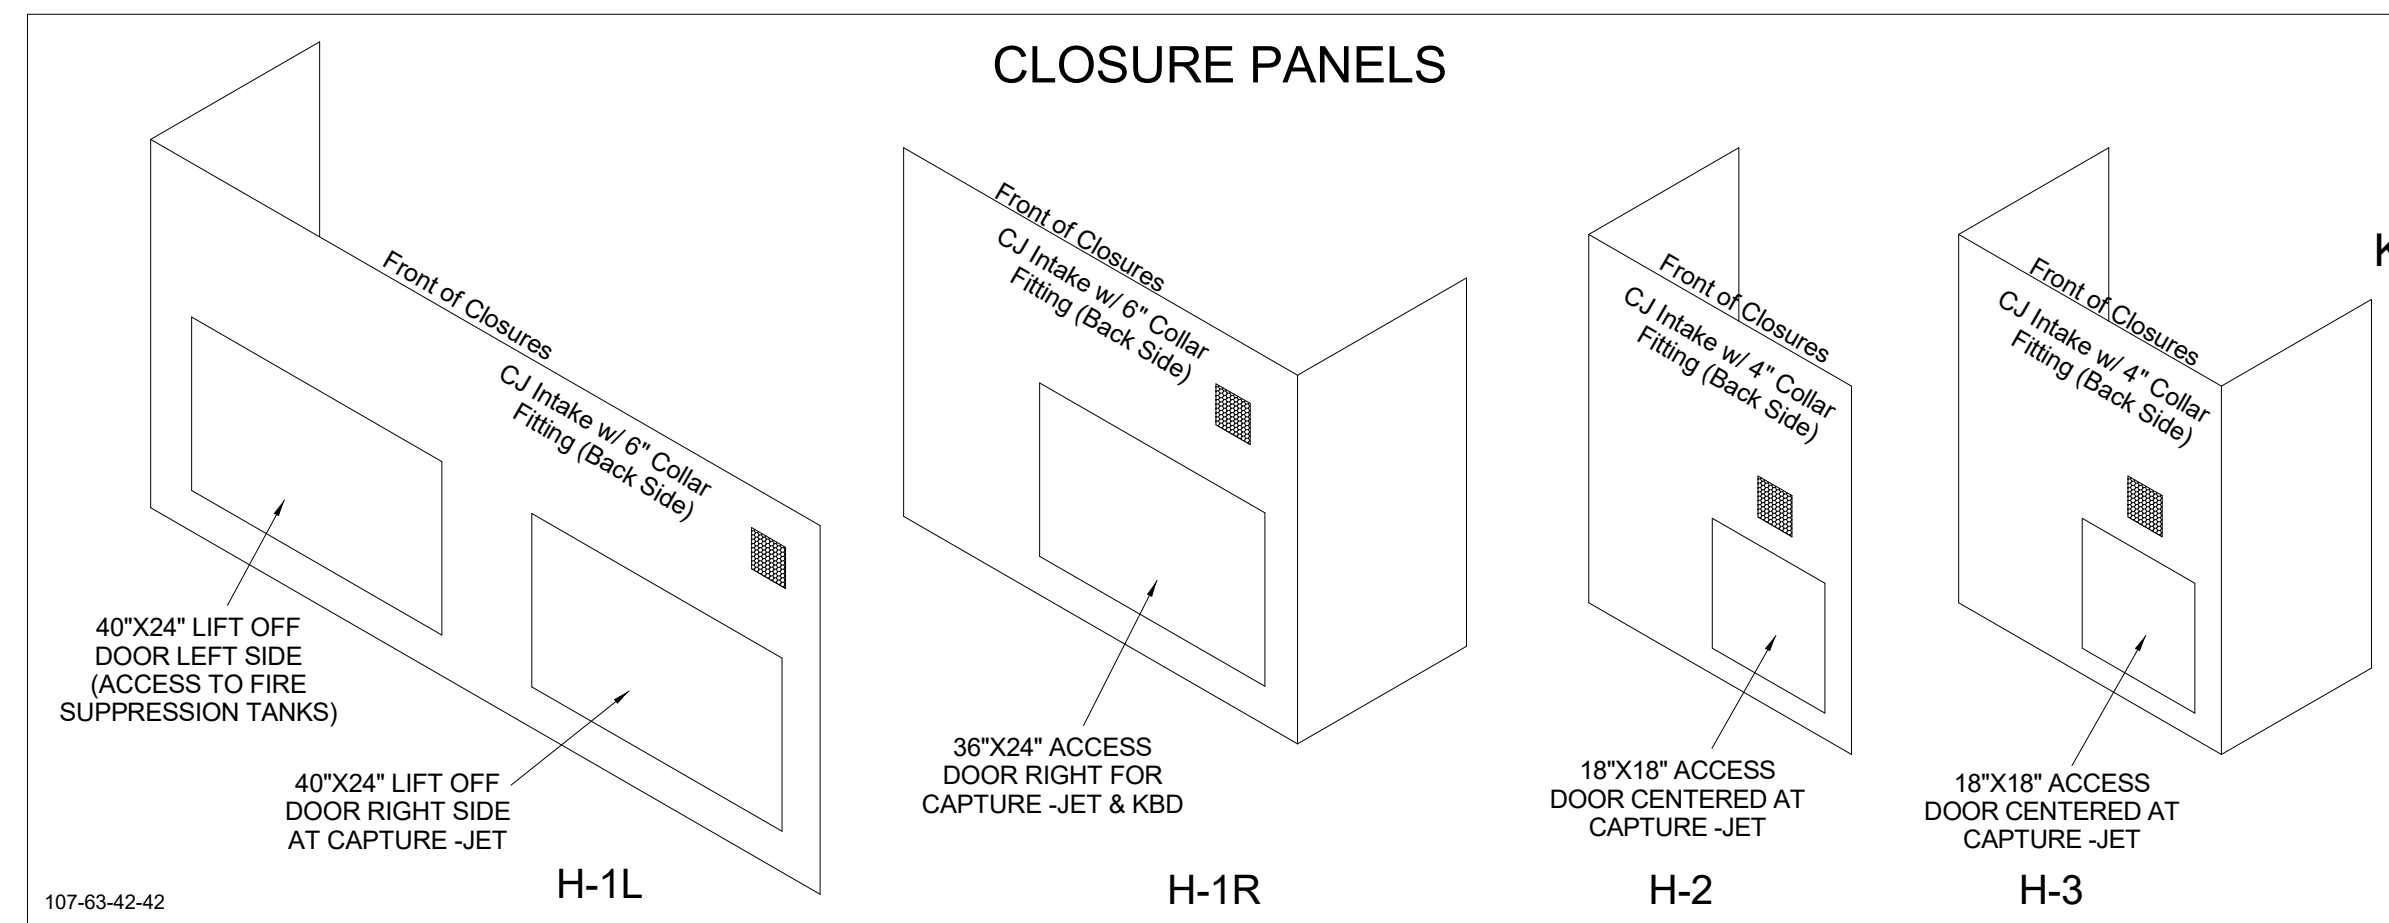 CLOSURE PANELS
Front of Closures
CJ Intake w/ 6" Collar
Fitting (Back Side)
40"X24" LIFT OFF
DOOR LEFT SIDE
(ACCESS TO FIRE
SUPPRESSION TANKS)
40"X24" LIFT OFF
DOOR RIGHT SIDE
AT CAPTURE -JET
H-1L
Front of Closures
CJ Intake w/ 6" Collar
Fitting (Back Side)
36"X24" ACCESS
DOOR RIGHT FOR
CAPTURE -JET & KBD
H-1R
Front of Closures
CJ Intake w/ 4" Collar
Fitting (Back Side)
18"X18" ACCESS
DOOR CENTERED AT
CAPTURE -JET
H-2
Front of Closures
CJ Intake w/ 4" Collar
Fitting (Back Side)
18"X18" ACCESS
DOOR CENTERED AT
CAPTURE -JET
H-3
107-63-42-42